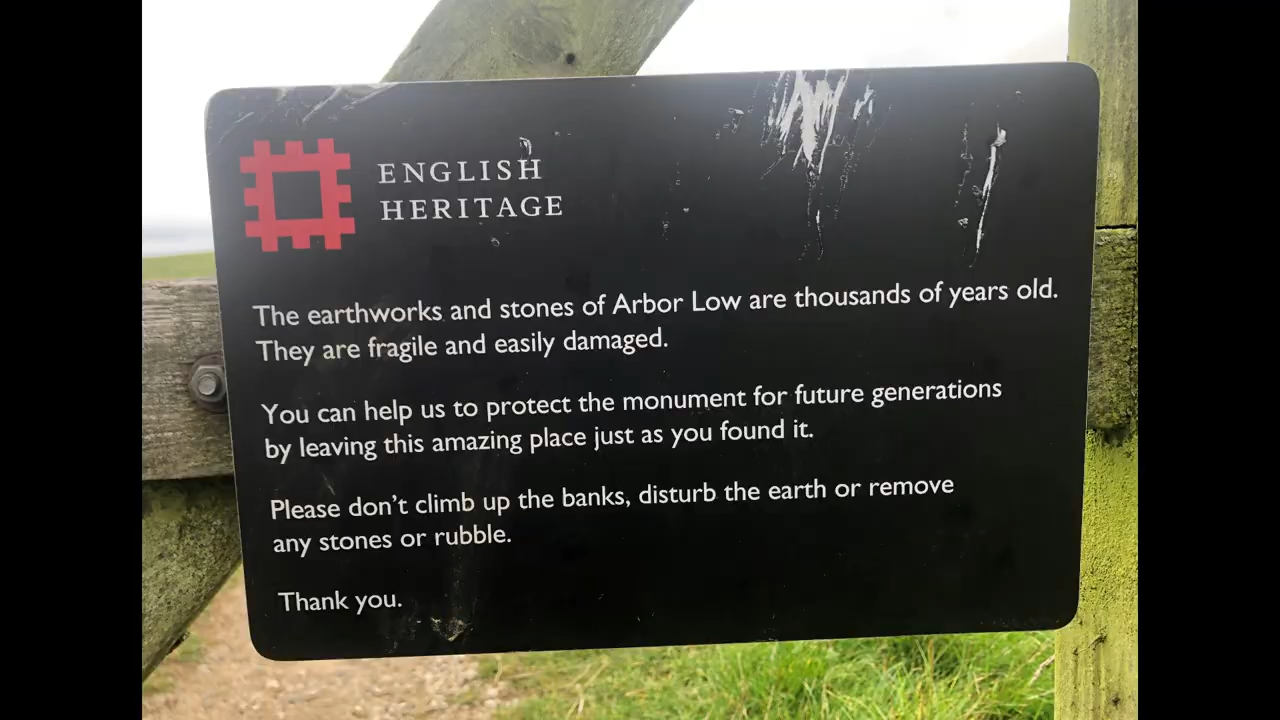 ENGLISH
HERITAGE
The earthworks and stones of Arbor Low are thousands of years old.
They are fragile and easily damaged.
You can help us to protect the monument for future generations
by leaving this amazing place just as you found it.
Please don't climb up the banks, disturb the earth or remove
any stones or rubble.
Thank you.